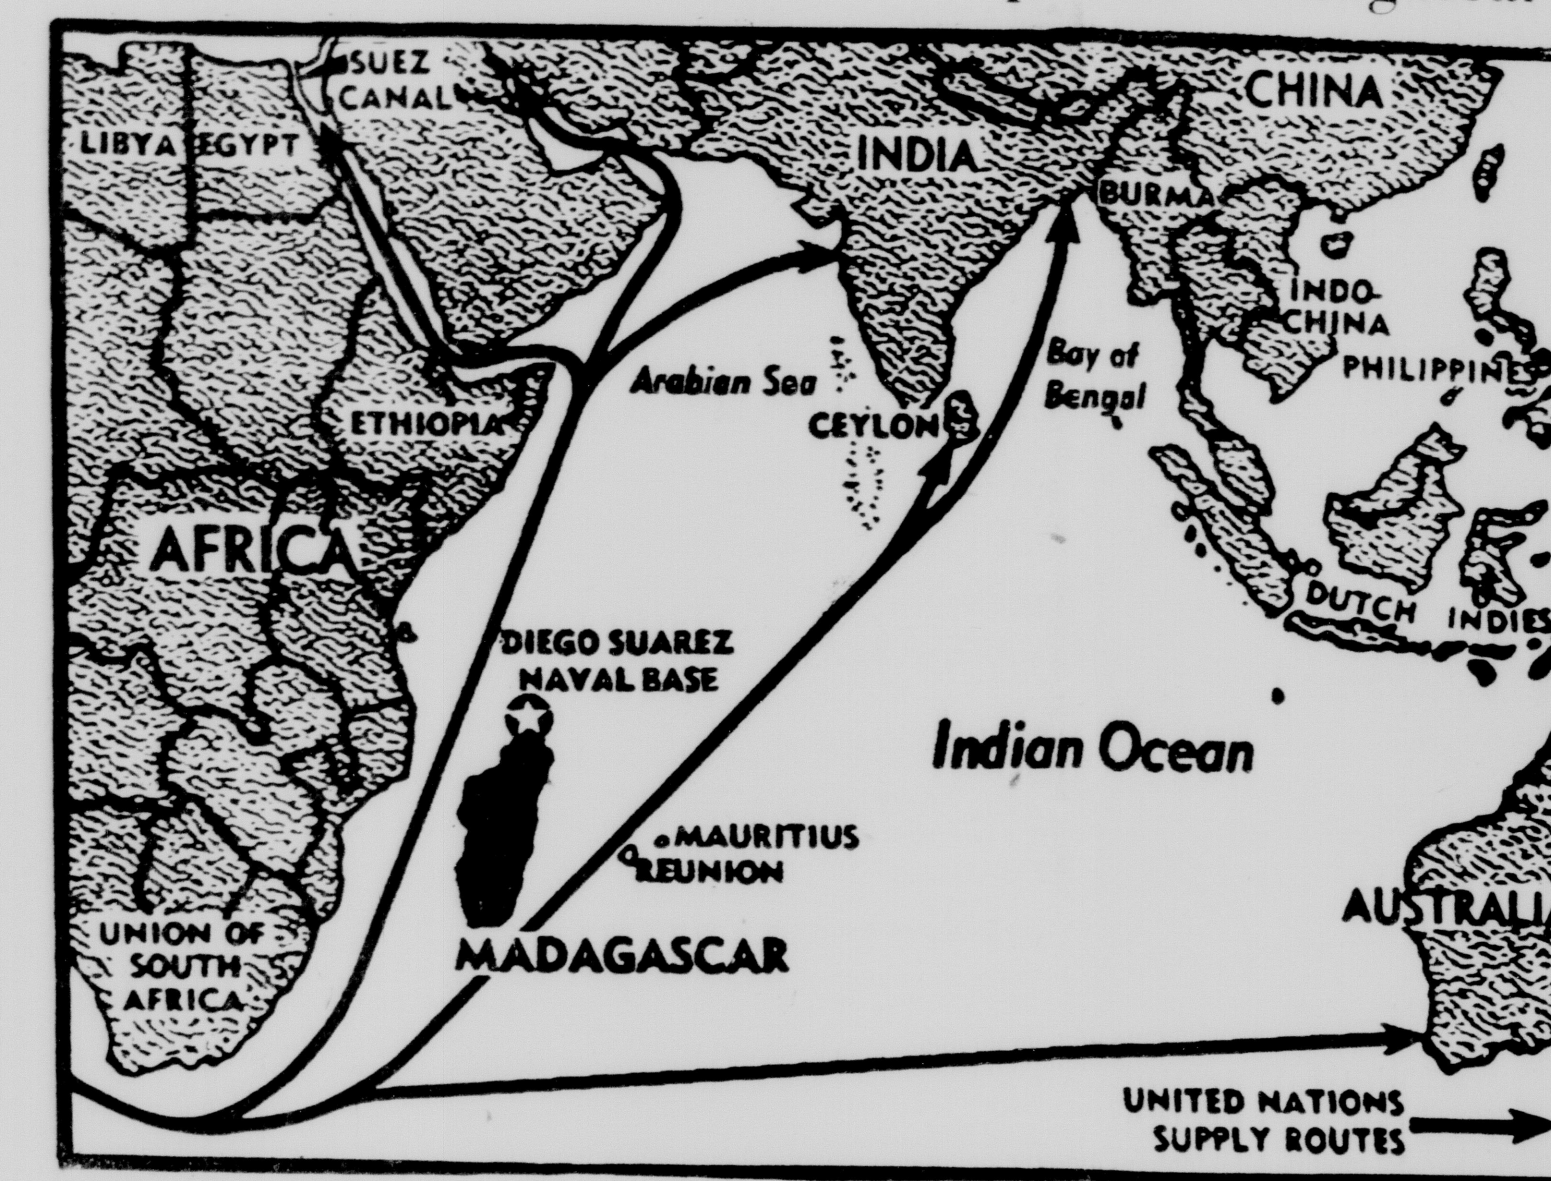 SUEZ
CANAL
CHINA
LIBYA
EGYPT
INDIA
BURMA
INDO-
CHINA
Bay of
Bengal
PHILIPPINES
Arabian Sea
ETHIOPIA
CEYLON
AFRICA
DUTCH INDIES
DIEGO SUAREZ
NAVAL BASE
Indian Ocean
MAURITIUS
REUNION
AUSTRALIA
UNION OF
SOUTH
AFRICA
MADAGASCAR
UNITED NATIONS
SUPPLY ROUTES